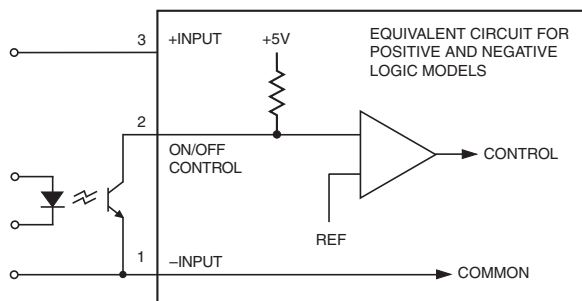 EQUIVALENT CIRCUIT FOR
POSITIVE AND NEGATIVE
LOGIC MODELS
3
+INPUT
+5V
2
ON/OFF
CONTROL
CONTROL
REF
1
–INPUT
COMMON